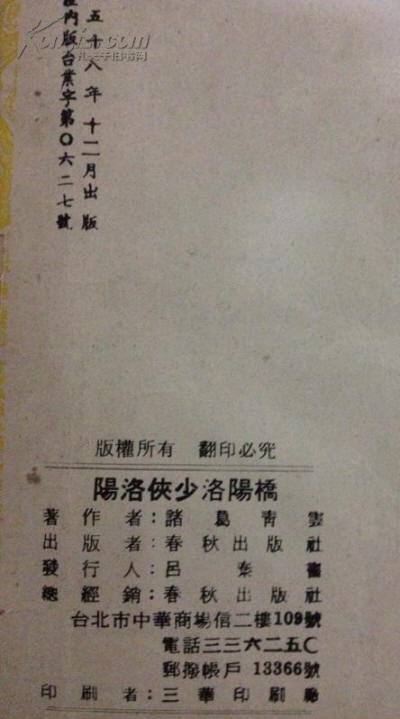 五十八年十二月出版
內版台業字第〇六二七號
版權所有 翻印必究
陽洛俠少洛陽橋
著作者：諸葛青雲
出版者：春秋出版社
發行人：呂秦書
總經銷：春秋出版社
台北市中華商場信二樓109號
電話三三六二五〇
郵撥帳戶 13366號
印刷者：三華印刷廠